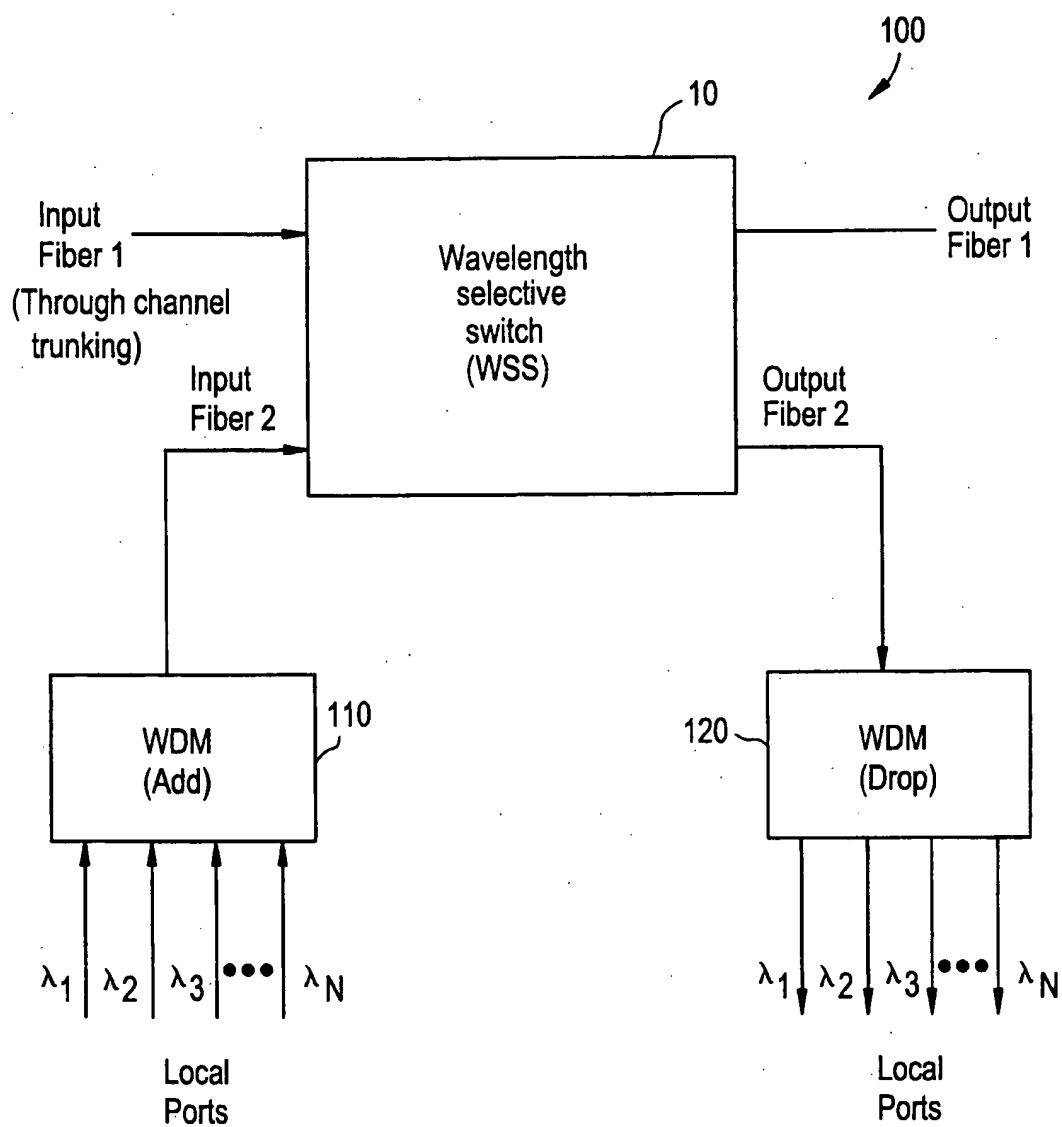 100
10
Input
Fiber 1
(Through channel
trunking)
Wavelength
selective
switch
(WSS)
Output
Fiber 1
Input
Fiber 2
Output
Fiber 2
WDM
(Add)
110
120
WDM
(Drop)
λ1 λ2 λ3 ●●● λN
λ1 λ2 λ3 ●●● λN
Local
Ports
Local
Ports